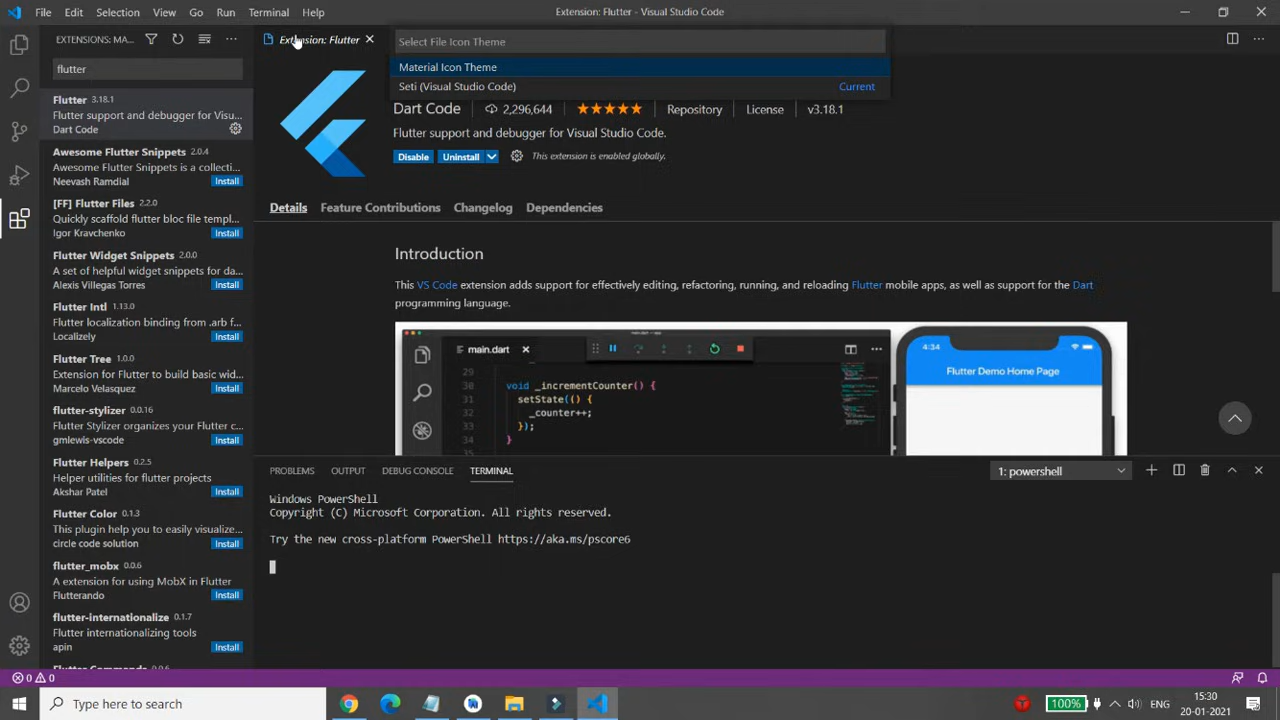 File Edit Selection View Go Run Terminal Help
Extension: Flutter - Visual Studio Code
EXTENSIONS: MA...
Extension: Flutter
Select File Icon Theme
Material Icon Theme
Seti (Visual Studio Code) Current
flutter
Flutter 3.18.1
Flutter support and debugger for Visu...
Dart Code
Awesome Flutter Snippets 2.0.4
Awesome Flutter Snippets is a collecti...
Neevash Ramdial Install
[FF] Flutter Files 2.2.0
Quickly scaffold flutter bloc file templ...
Igor Kravchenko Install
Flutter Widget Snippets 2.0.0
A set of helpful widget snippets for da...
Alexis Villegas Torres Install
Flutter Intl 1.13.0
Flutter localization binding from .arb f...
Localizely Install
Flutter Tree 1.0.0
Extension for Flutter to build basic wid...
Marcelo Velasquez Install
flutter-stylizer 0.0.16
Flutter Stylizer organizes your Flutter c...
gmlewis-vscode Install
Flutter Helpers 0.2.5
Helper utilities for flutter projects
Akshar Patel Install
Flutter Color 0.1.3
This plugin help you to easily visualize...
circle code solution Install
flutter_mobx 0.0.6
A extension for using MobX in Flutter
Flutterando Install
flutter-internationalize 0.1.7
Flutter internationalizing tools
apin Install
Dart Code 2,296,644 Repository License v3.18.1
Flutter support and debugger for Visual Studio Code.
Disable Uninstall This extension is enabled globally.
Details Feature Contributions Changelog Dependencies
Introduction
This VS Code extension adds support for effectively editing, refactoring, running, and reloading Flutter mobile apps, as well as support for the Dart
programming language.
main.dart
29
30 void _incrementCounter() {
31 setState(() {
32 _counter++;
33 });
34 }
4:34
Flutter Demo Home Page
PROBLEMS OUTPUT DEBUG CONSOLE TERMINAL 1: powershell
Windows PowerShell
Copyright (C) Microsoft Corporation. All rights reserved.
Try the new cross-platform PowerShell https://aka.ms/pscore6
0 0
Type here to search
100% ENG 15:30
20-01-2021